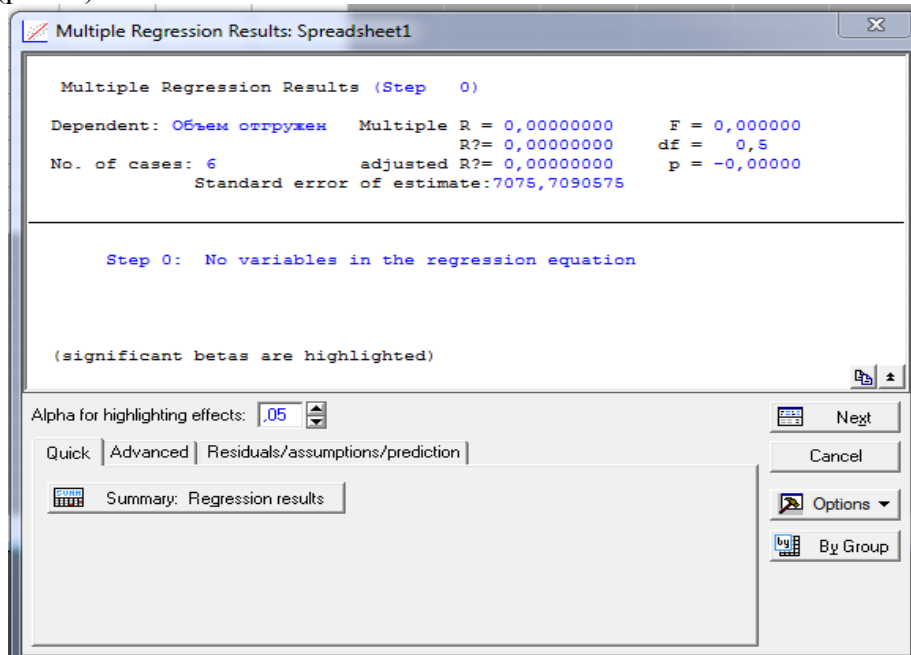 Multiple Regression Results: Spreadsheet1
Multiple Regression Results (Step 0)
Dependent: Объем отгружен Multiple R = 0,00000000 F = 0,000000
R?= 0,00000000 df = 0,5
No. of cases: 6 adjusted R?= 0,00000000 p = -0,00000
Standard error of estimate:7075,7090575
Step 0: No variables in the regression equation
(significant betas are highlighted)
Alpha for highlighting effects: ,05
Next
Quick Advanced Residuals/assumptions/prediction
Cancel
SUMM Summary: Regression results
Options
by By Group